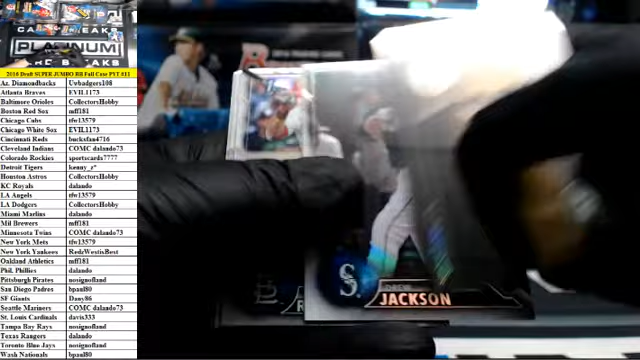 CARDS
BREAK
PLATINUM
2016 Draft SUPER JUMBO HB Full Case PYT #11
Az. Diamondbacks Uwbadgers108
Atlanta Braves EVIL1173
Baltimore Orioles CollectorsHobby
Boston Red Sox mff181
Chicago Cubs tfw13579
Chicago White Sox EVIL1173
Cincinnati Reds bucksfan4716
Cleveland Indians COMC dalando73
Colorado Rockies sportscards7777
Detroit Tigers kenny_r*
Houston Astros CollectorsHobby
KC Royals dalando
LA Angels tfw13579
LA Dodgers CollectorsHobby
Miami Marlins dalando
Mil Brewers mff181
Minnesota Twins COMC dalando73
New York Mets tfw13579
New York Yankees RedzWestisBest
Oakland Athletics mff181
Phil. Phillies dalando
Pittsburgh Pirates nosignofland
San Diego Padres bpaul80
SF Giants Dany86
Seattle Mariners COMC dalando73
St. Louis Cardinals davis333
Tampa Bay Rays nosignofland
Texas Rangers dalando
Toronto Blue Jays nosignofland
Wash Nationals bpaul80
DREW
JACKSON